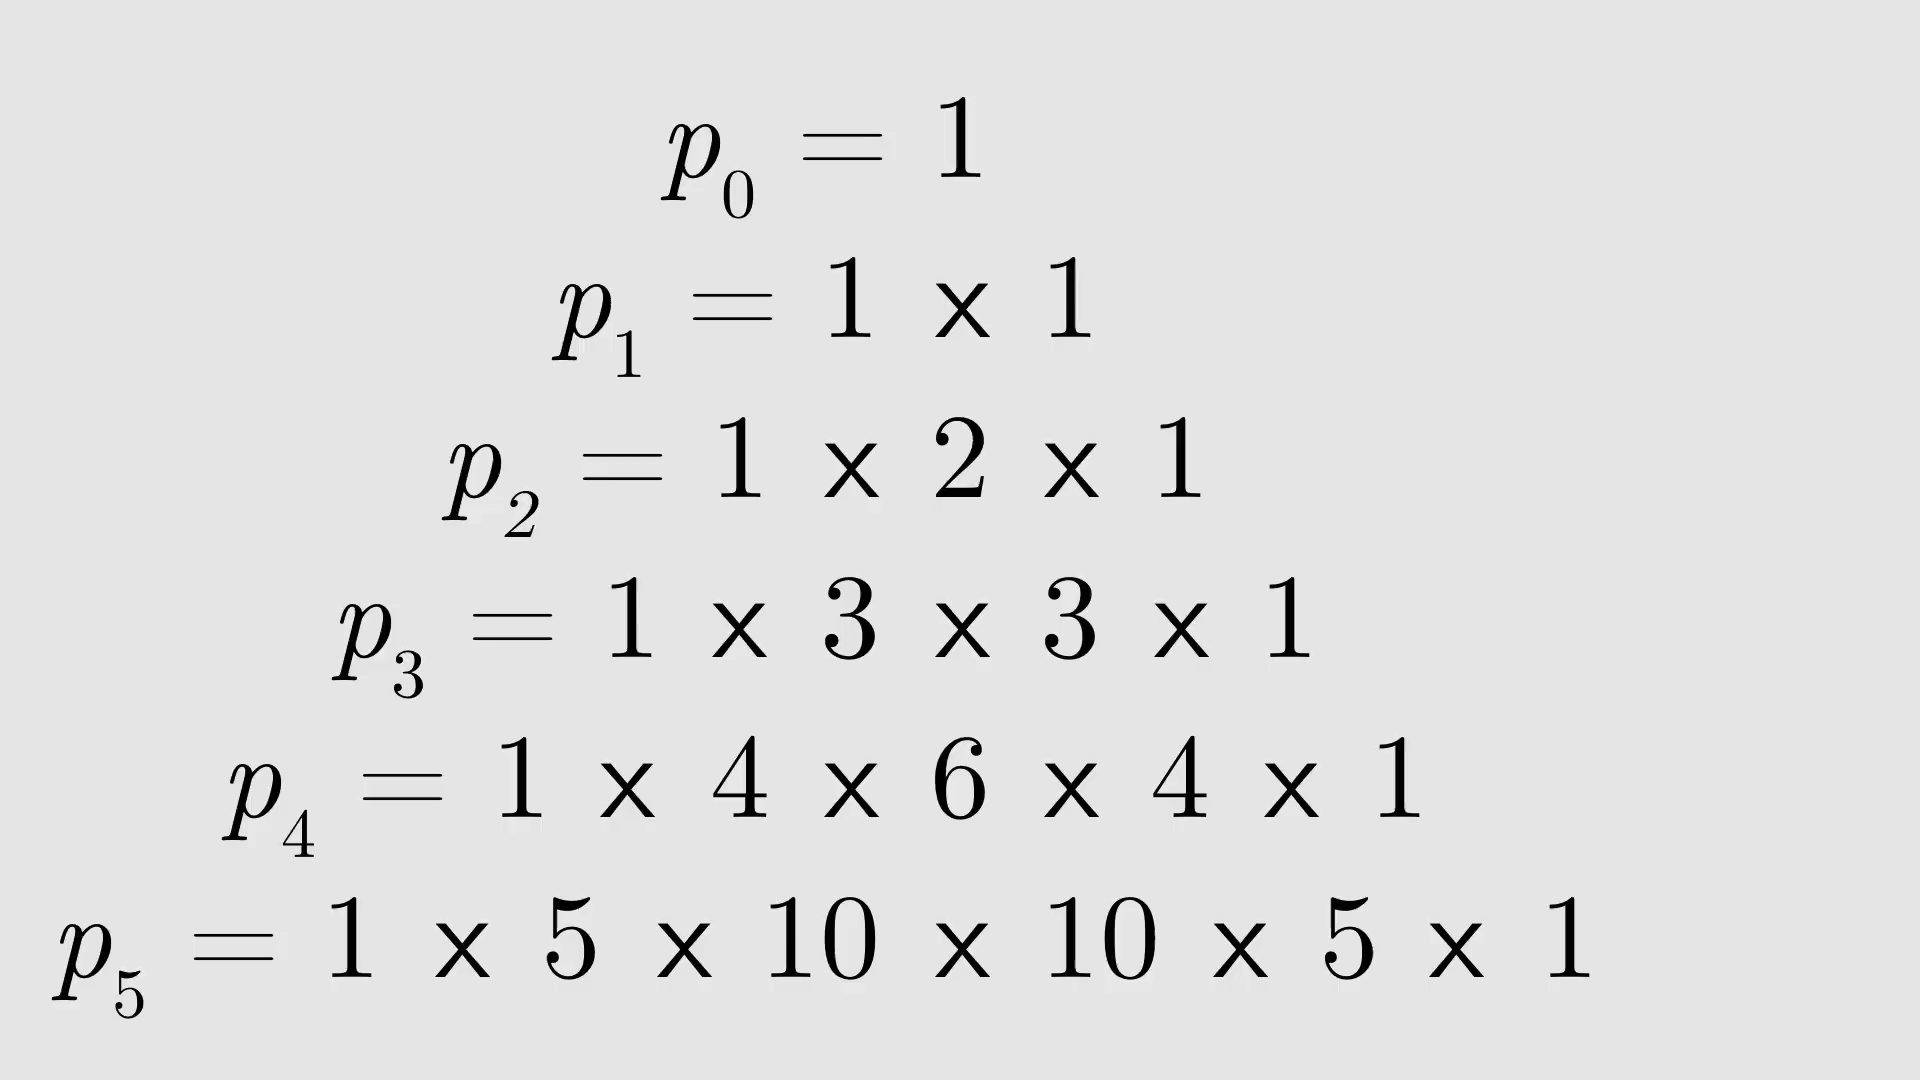 p₀ = 1
p₁ = 1 x 1
p₂ = 1 x 2 x 1
p₃ = 1 x 3 x 3 x 1
p₄ = 1 x 4 x 6 x 4 x 1
p₅ = 1 x 5 x 10 x 10 x 5 x 1